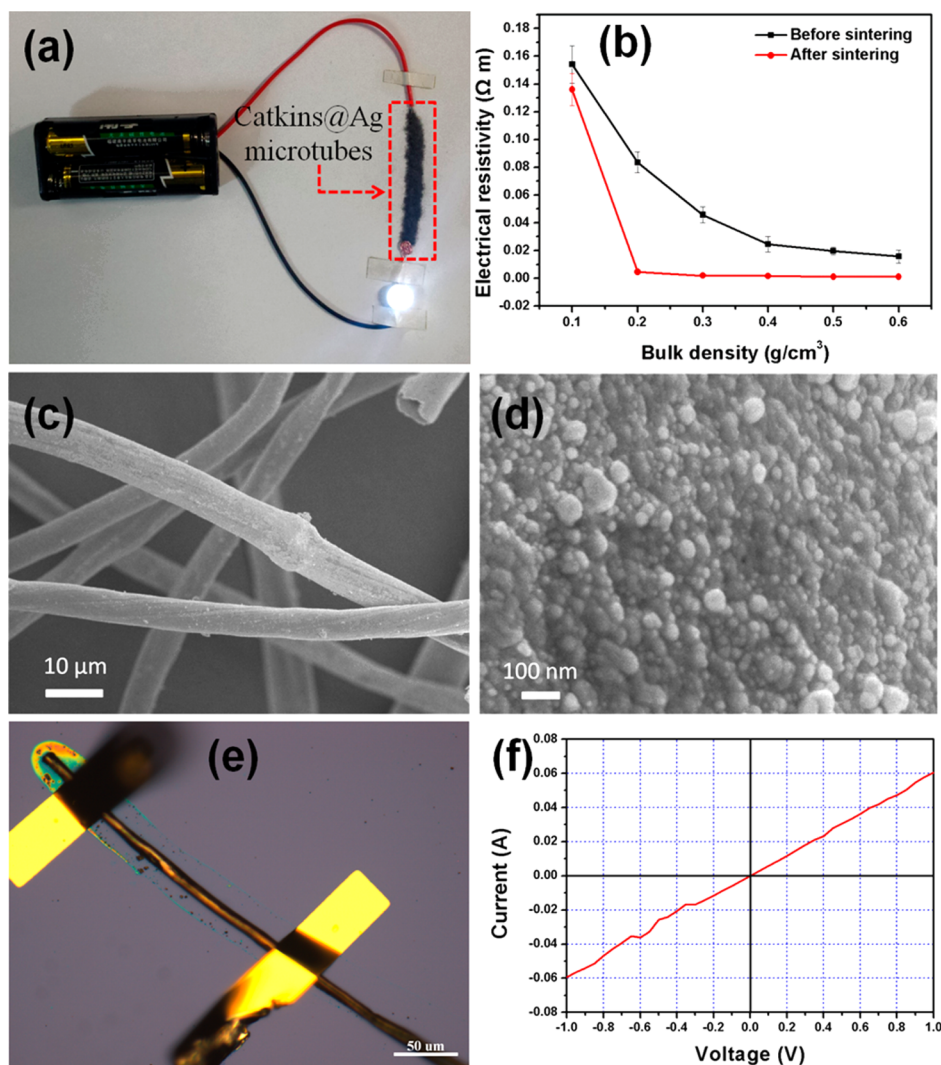 (a)
Catkins@Ag
microtubes
(b)
Before sintering
After sintering
Electrical resistivity (Ω m)
0.18
0.16
0.14
0.12
0.10
0.08
0.06
0.04
0.02
0.00
-0.02
0.1 0.2 0.3 0.4 0.5 0.6
Bulk density (g/cm³)
(c)
10 μm
(d)
100 nm
(e)
50 um
(f)
Current (A)
0.08
0.06
0.04
0.02
0.00
-0.02
-0.04
-0.06
-0.08
-1.0 -0.8 -0.6 -0.4 -0.2 0.0 0.2 0.4 0.6 0.8 1.0
Voltage (V)